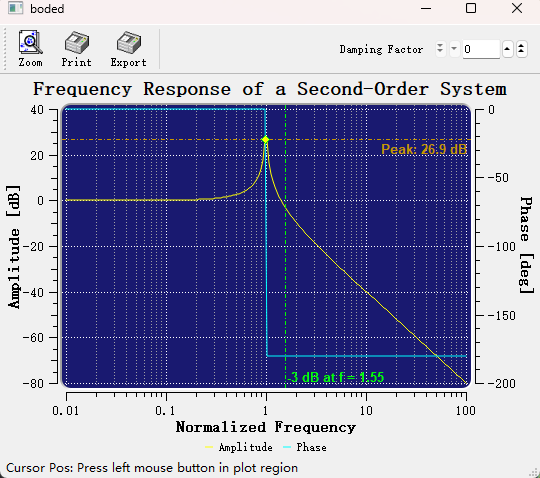 boded
Zoom Print Export Damping Factor 0
Frequency Response of a Second-Order System
Amplitude [dB]
40
20
0
-20
-40
-60
-80
Peak: 26.9 dB
-3 dB at f = 1.55
0
-50
-100
-150
-200
Phase [deg]
0.01 0.1 1 10 100
Normalized Frequency
Amplitude Phase
Cursor Pos: Press left mouse button in plot region